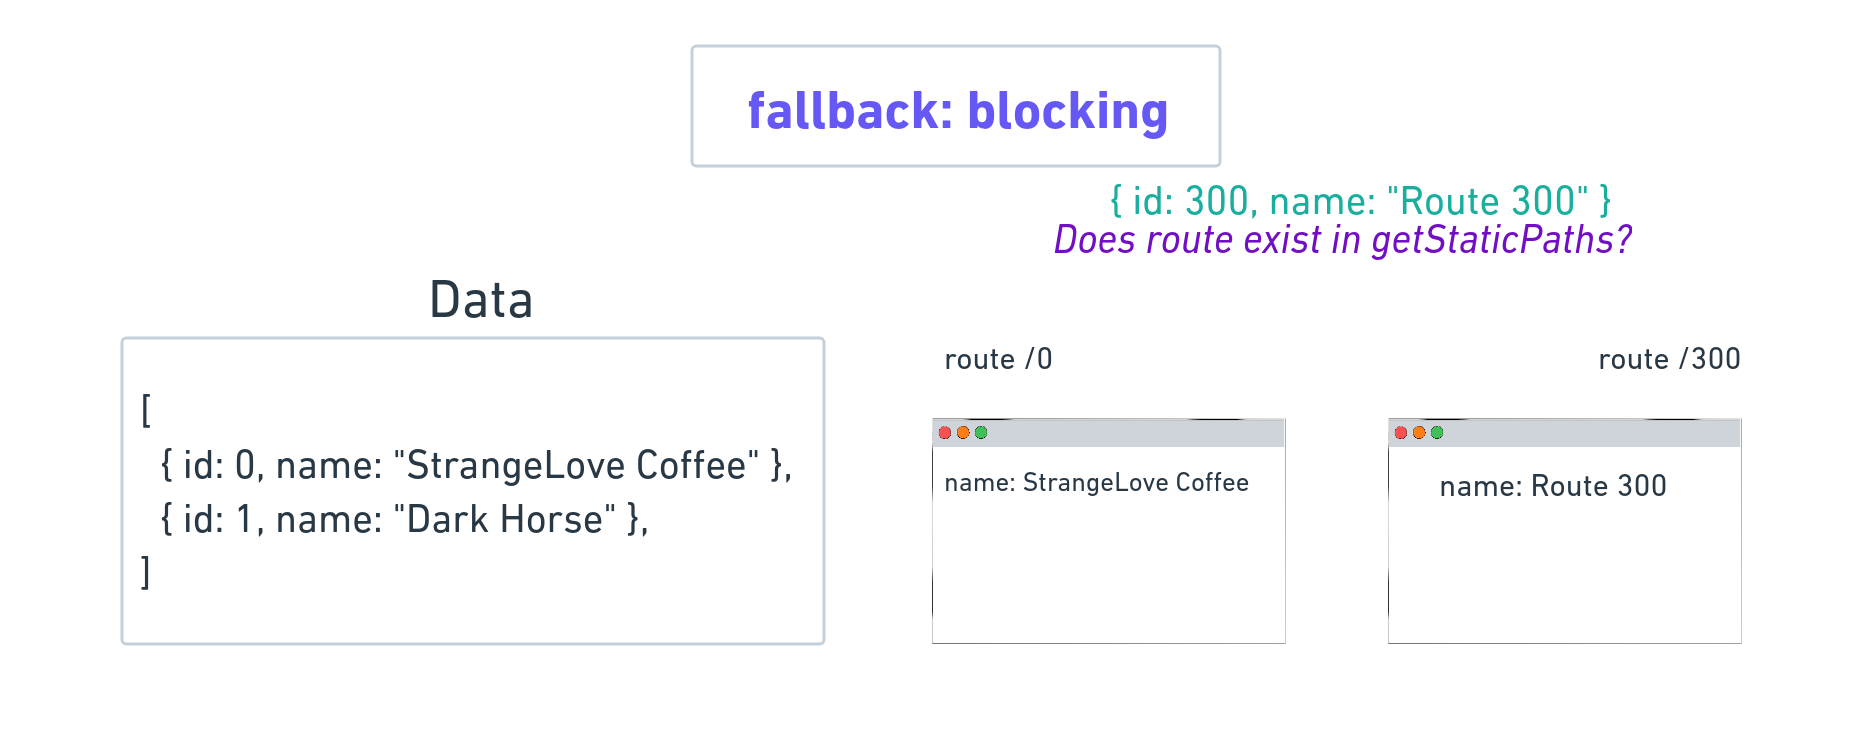 fallback: blocking
{ id: 300, name: "Route 300" }
Does route exist in getStaticPaths?
Data
[
{ id: 0, name: "StrangeLove Coffee" },
{ id: 1, name: "Dark Horse" },
]
route /0
route /300
name: StrangeLove Coffee
name: Route 300